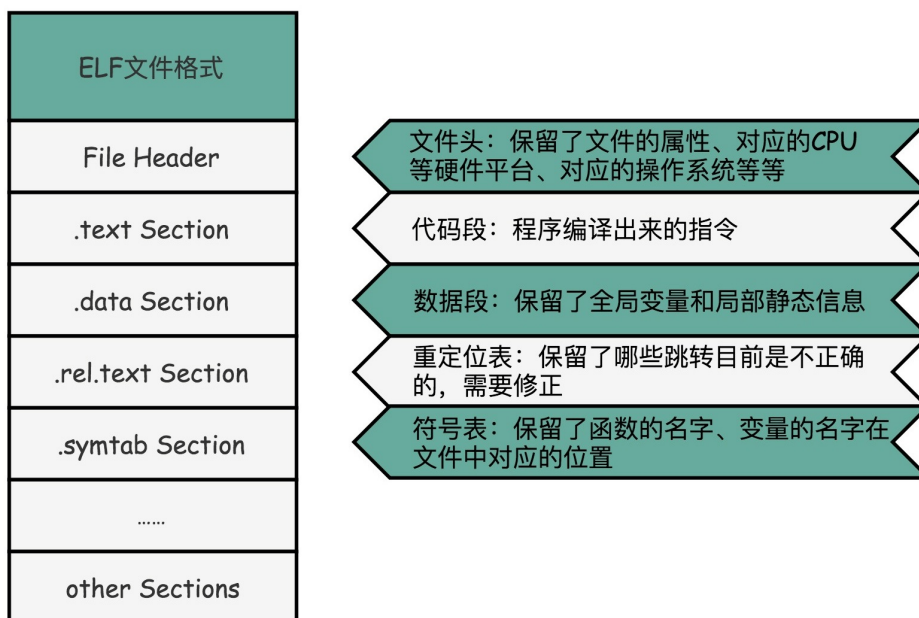 ELF文件格式
File Header
文件头：保留了文件的属性、对应的CPU
等硬件平台、对应的操作系统等等
.text Section
代码段：程序编译出来的指令
.data Section
数据段：保留了全局变量和局部静态信息
.rel.text Section
重定位表：保留了哪些跳转目前是不正确
的，需要修正
.symtab Section
符号表：保留了函数的名字、变量的名字在
文件中对应的位置
……
other Sections